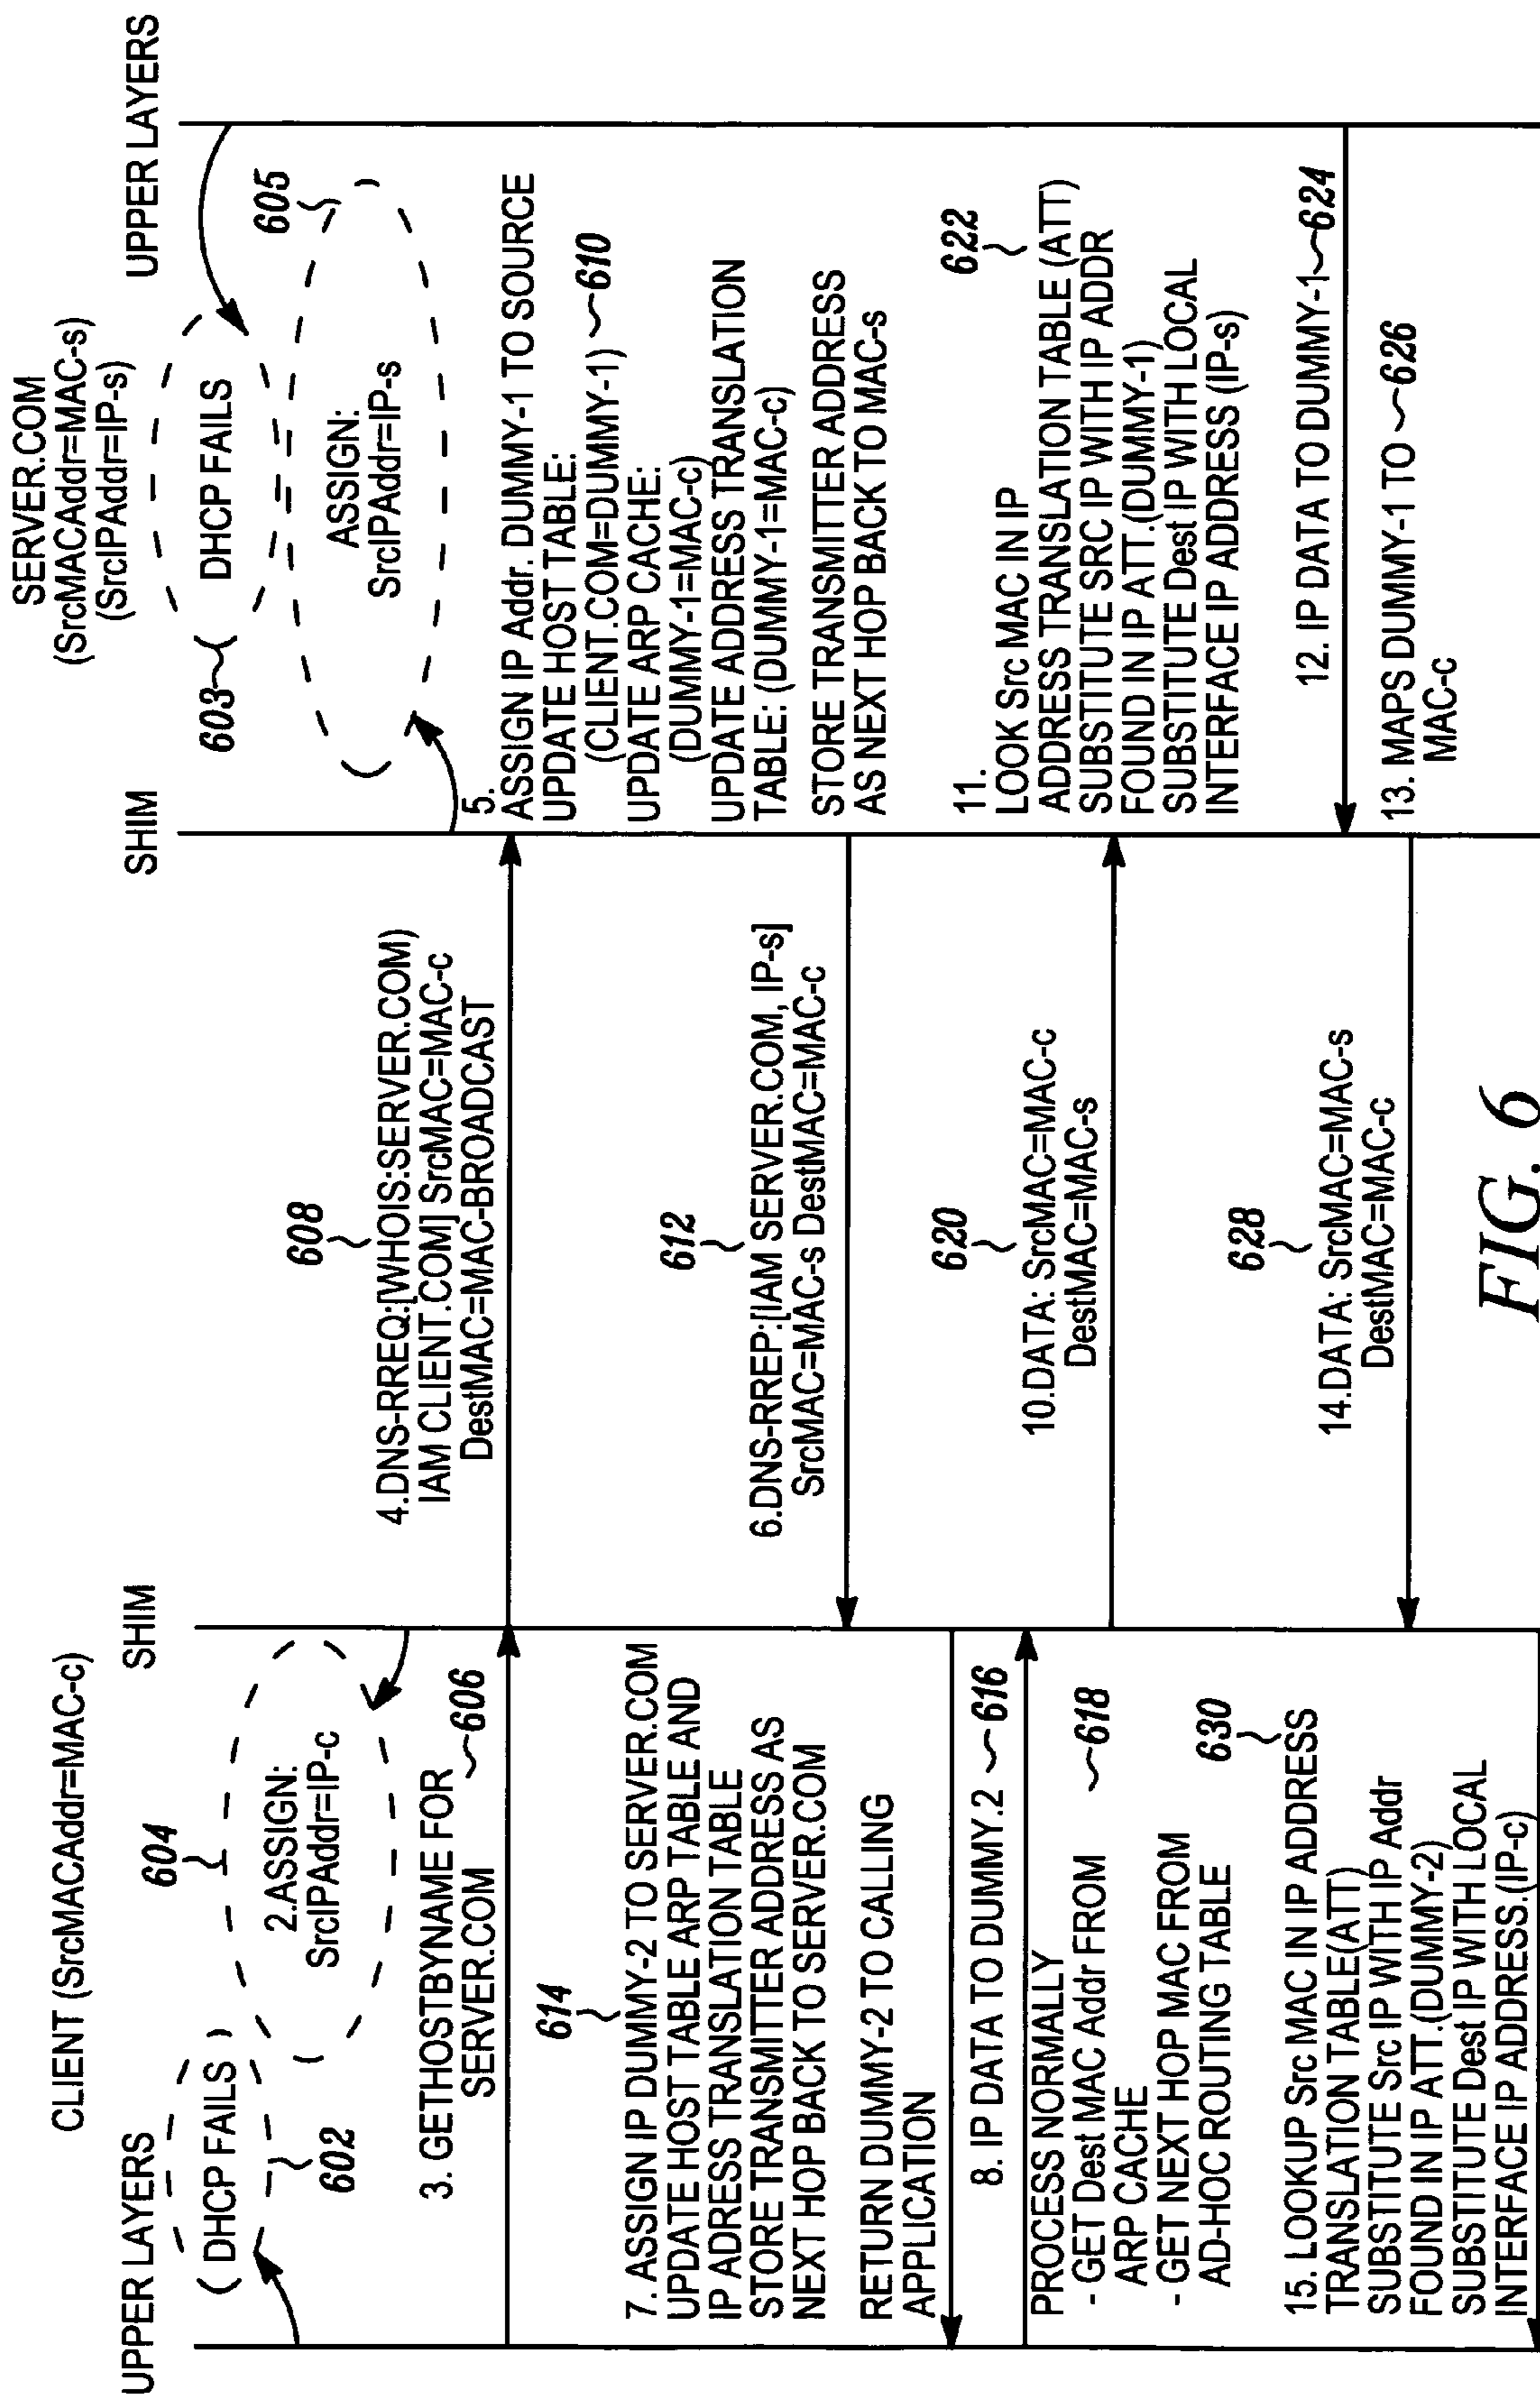 CLIENT (SrcMACAddr=MAC-c)
SERVER.COM
(SrcMACAddr=MAC-s)
(SrcIPAddr=IP-s)
UPPER LAYERS
SHIM
SHIM
UPPER LAYERS
DHCP FAILS
602
604
2.ASSIGN:
SrcIPAddr=IP-c
603
DHCP FAILS
605
ASSIGN:
SrcIPAddr=IP-s
3. GETHOSTBYNAME FOR
SERVER.COM
606
608
4.DNS-RREQ:[WHOIS:SERVER.COM)
IAM CLIENT.COM] SrcMAC=MAC-c
DestMAC=MAC-BROADCAST
5.
ASSIGN IP Addr. DUMMY-1 TO SOURCE
UPDATE HOST TABLE:
(CLIENT.COM=DUMMY-1) 610
UPDATE ARP CACHE:
(DUMMY-1=MAC-c)
UPDATE ADDRESS TRANSLATION
TABLE: (DUMMY-1=MAC-c)
STORE TRANSMITTER ADDRESS
AS NEXT HOP BACK TO MAC-s
612
6.DNS-RREP:[IAM SERVER.COM, IP-s]
SrcMAC=MAC-s DestMAC=MAC-c
614
7. ASSIGN IP DUMMY-2 TO SERVER.COM
UPDATE HOST TABLE ARP TABLE AND
IP ADRESS TRANSLATION TABLE
STORE TRANSMITTER ADDRESS AS
NEXT HOP BACK TO SERVER.COM
RETURN DUMMY-2 TO CALLING
APPLICATION
8. IP DATA TO DUMMY.2 616
PROCESS NORMALLY
- GET Dest MAC Addr FROM 618
ARP CACHE
- GET NEXT HOP MAC FROM
AD-HOC ROUTING TABLE
620
10.DATA: SrcMAC=MAC-c
DestMAC=MAC-s
622
11.
LOOK Src MAC IN IP
ADDRESS TRANSLATION TABLE (ATT)
SUBSTITUTE SRC IP WITH IP ADDR
FOUND IN IP ATT.(DUMMY-1)
SUBSTITUTE Dest IP WITH LOCAL
INTERFACE IP ADDRESS (IP-s)
12. IP DATA TO DUMMY-1 624
13. MAPS DUMMY-1 TO 626
MAC-c
628
14.DATA: SrcMAC=MAC-s
DestMAC=MAC-c
630
15. LOOKUP Src MAC IN IP ADDRESS
TRANSLATION TABLE(ATT)
SUBSTITUTE Src IP WITH IP Addr
FOUND IN IP ATT.(DUMMY-2)
SUBSTITUTE Dest IP WITH LOCAL
INTERFACE IP ADDRESS.(IP-c)
FIG. 6